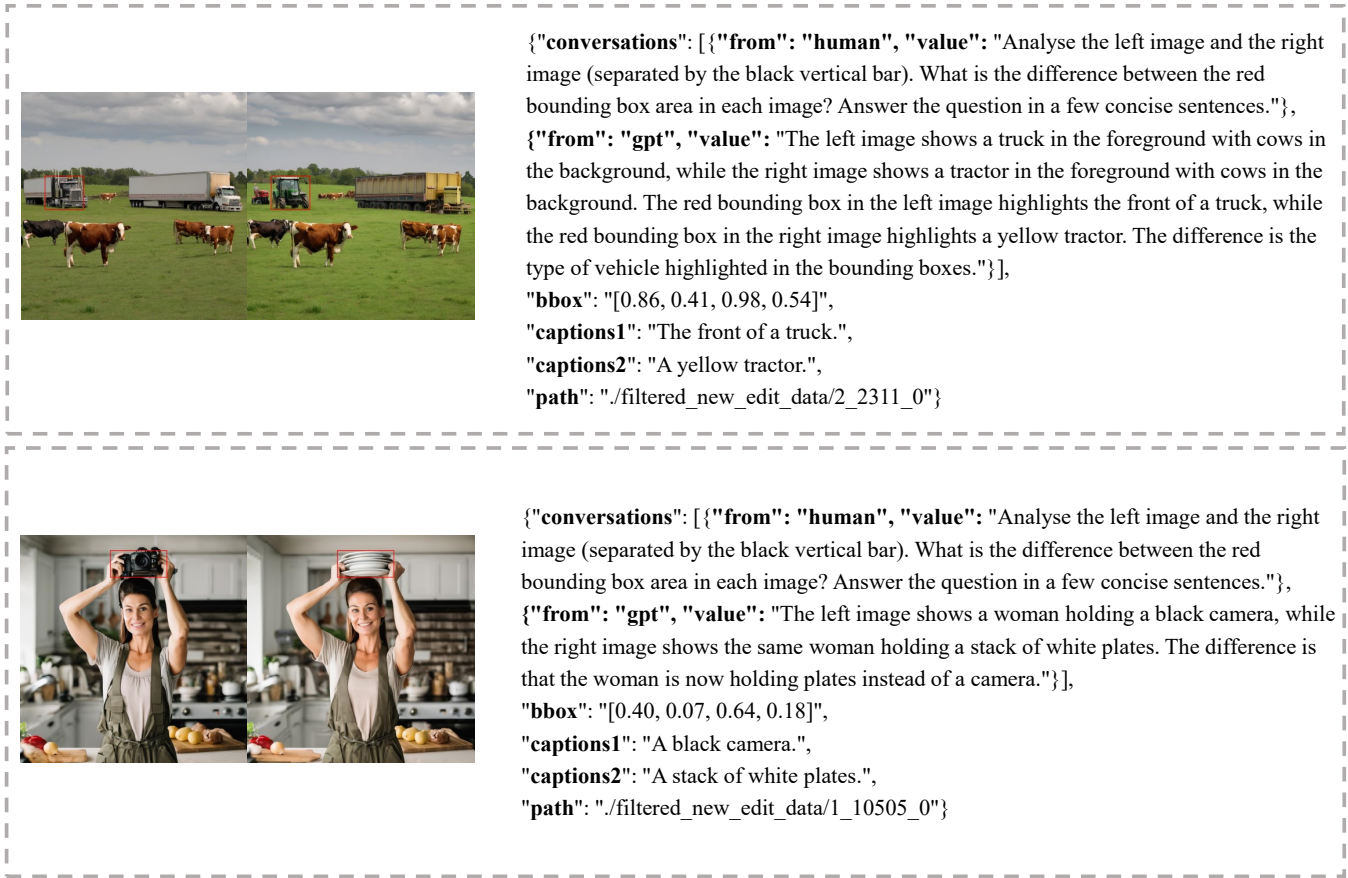 {"conversations": [{"from": "human", "value": "Analyse the left image and the right
image (separated by the black vertical bar). What is the difference between the red
bounding box area in each image? Answer the question in a few concise sentences."},
{"from": "gpt", "value": "The left image shows a truck in the foreground with cows in
the background, while the right image shows a tractor in the foreground with cows in the
background. The red bounding box in the left image highlights the front of a truck, while
the red bounding box in the right image highlights a yellow tractor. The difference is the
type of vehicle highlighted in the bounding boxes."}],
"bbox": "[0.86, 0.41, 0.98, 0.54]",
"captions1": "The front of a truck.",
"captions2": "A yellow tractor.",
"path": "./filtered_new_edit_data/2_2311_0"}
{"conversations": [{"from": "human", "value": "Analyse the left image and the right
image (separated by the black vertical bar). What is the difference between the red
bounding box area in each image? Answer the question in a few concise sentences."},
{"from": "gpt", "value": "The left image shows a woman holding a black camera, while
the right image shows the same woman holding a stack of white plates. The difference is
that the woman is now holding plates instead of a camera."}],
"bbox": "[0.40, 0.07, 0.64, 0.18]",
"captions1": "A black camera.",
"captions2": "A stack of white plates.",
"path": "./filtered_new_edit_data/1_10505_0"}